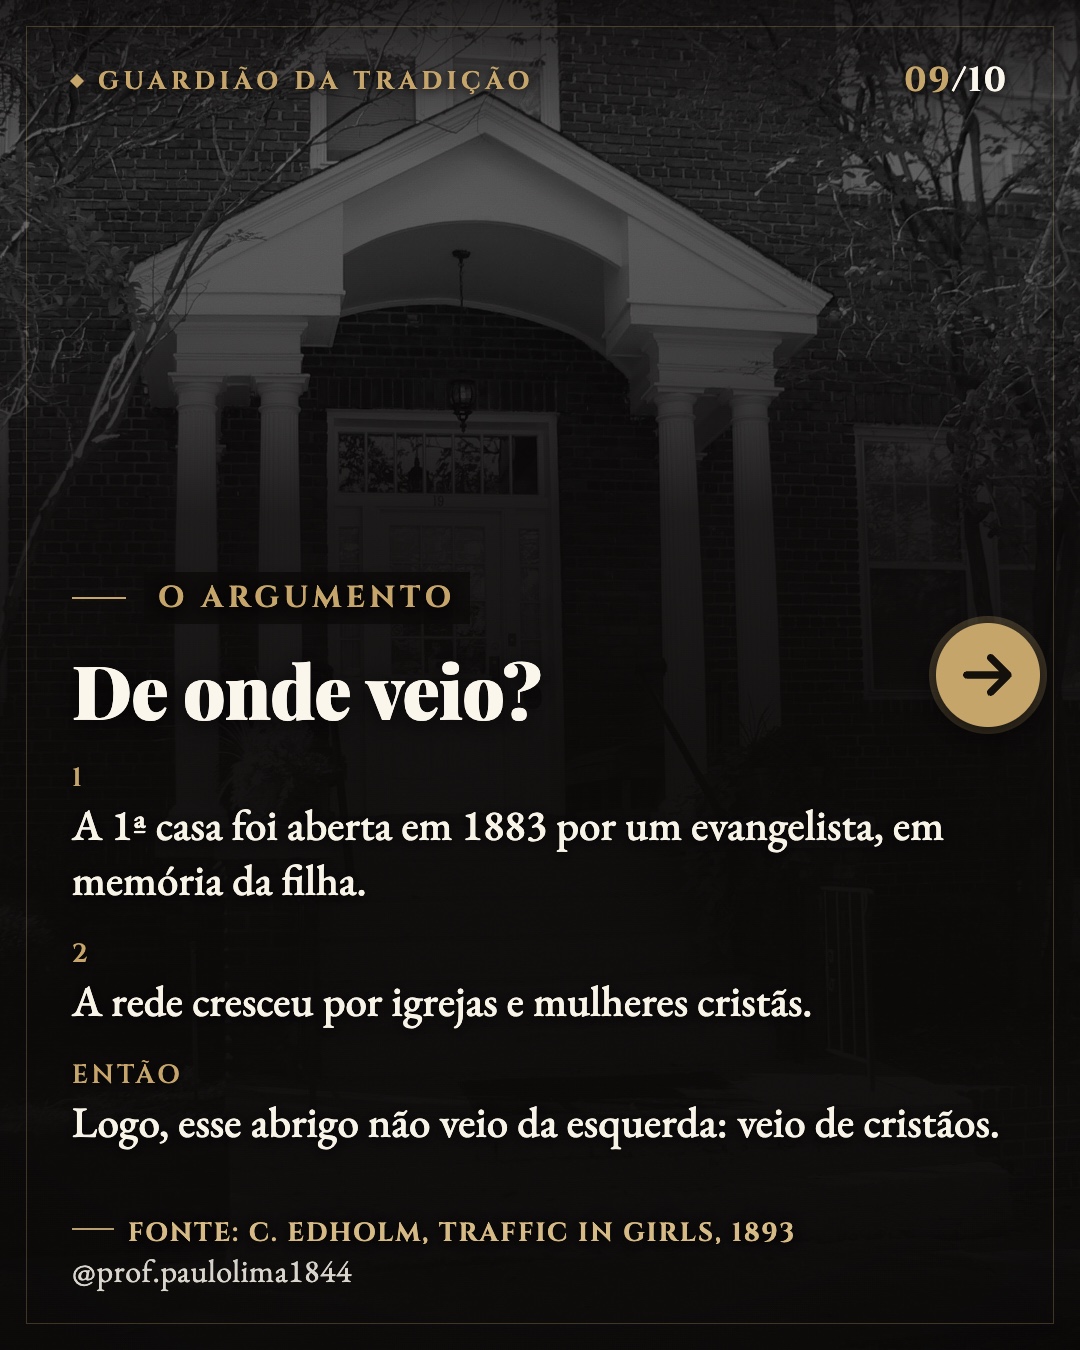 GUARDIÃO DA TRADIÇÃO
09/10
19
O ARGUMENTO
De onde veio?
1
A 1ª casa foi aberta em 1883 por um evangelista, em
memória da filha.
2
A rede cresceu por igrejas e mulheres cristãs.
ENTÃO
Logo, esse abrigo não veio da esquerda: veio de cristãos.
FONTE: C. EDHOLM, TRAFFIC IN GIRLS, 1893
@prof.paulolima1844